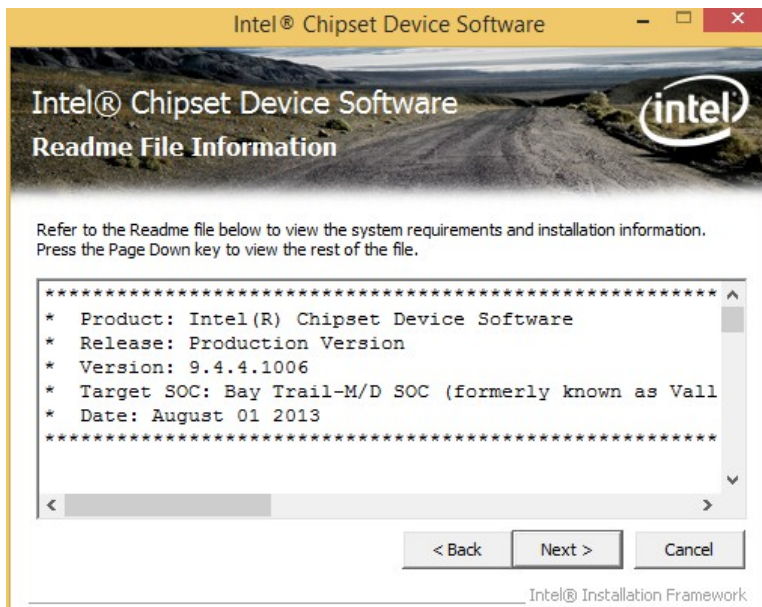 Intel® Chipset Device Software
Intel® Chipset Device Software
intel
Readme File Information
Refer to the Readme file below to view the system requirements and installation information.
Press the Page Down key to view the rest of the file.
************************************************************
*   Product: Intel(R) Chipset Device Software
*   Release: Production Version
*   Version: 9.4.4.1006
*   Target SOC: Bay Trail-M/D SOC (formerly known as Vall
*   Date: August 01 2013
************************************************************
< Back
Next >
Cancel
Intel® Installation Framework